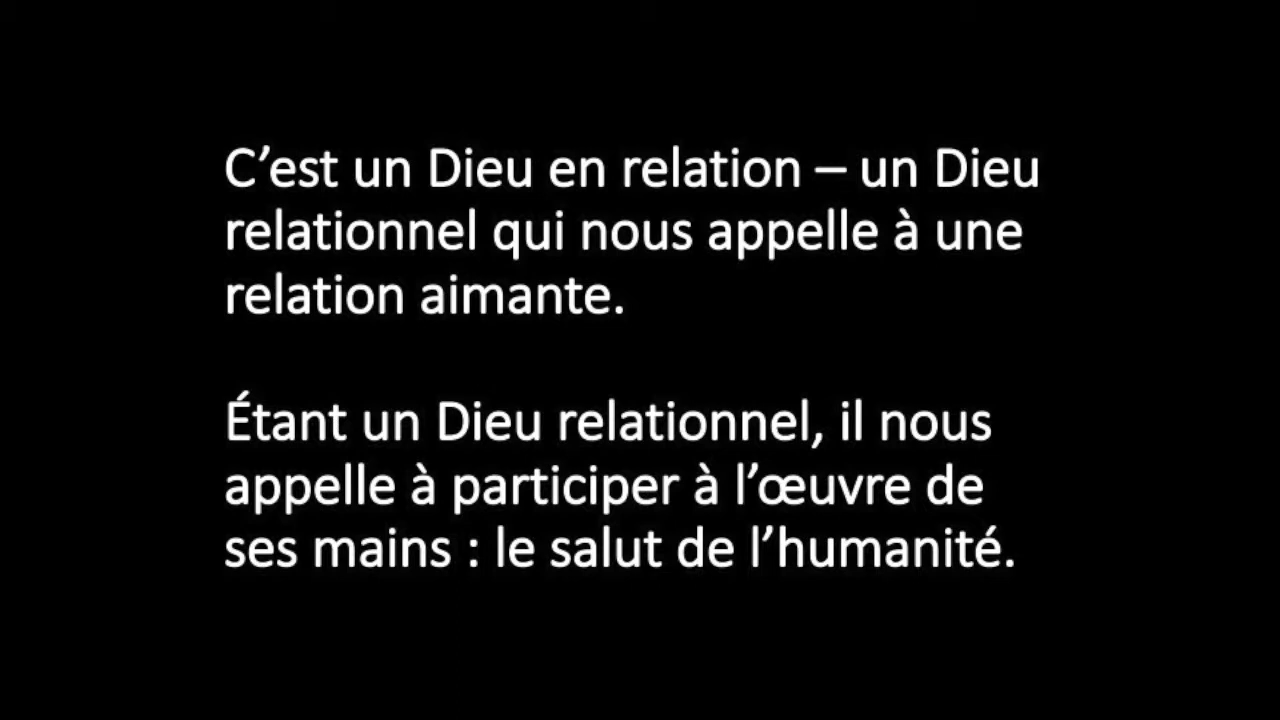 C’est un Dieu en relation – un Dieu
relationnel qui nous appelle à une
relation aimante.
Étant un Dieu relationnel, il nous
appelle à participer à l’œuvre de
ses mains : le salut de l’humanité.